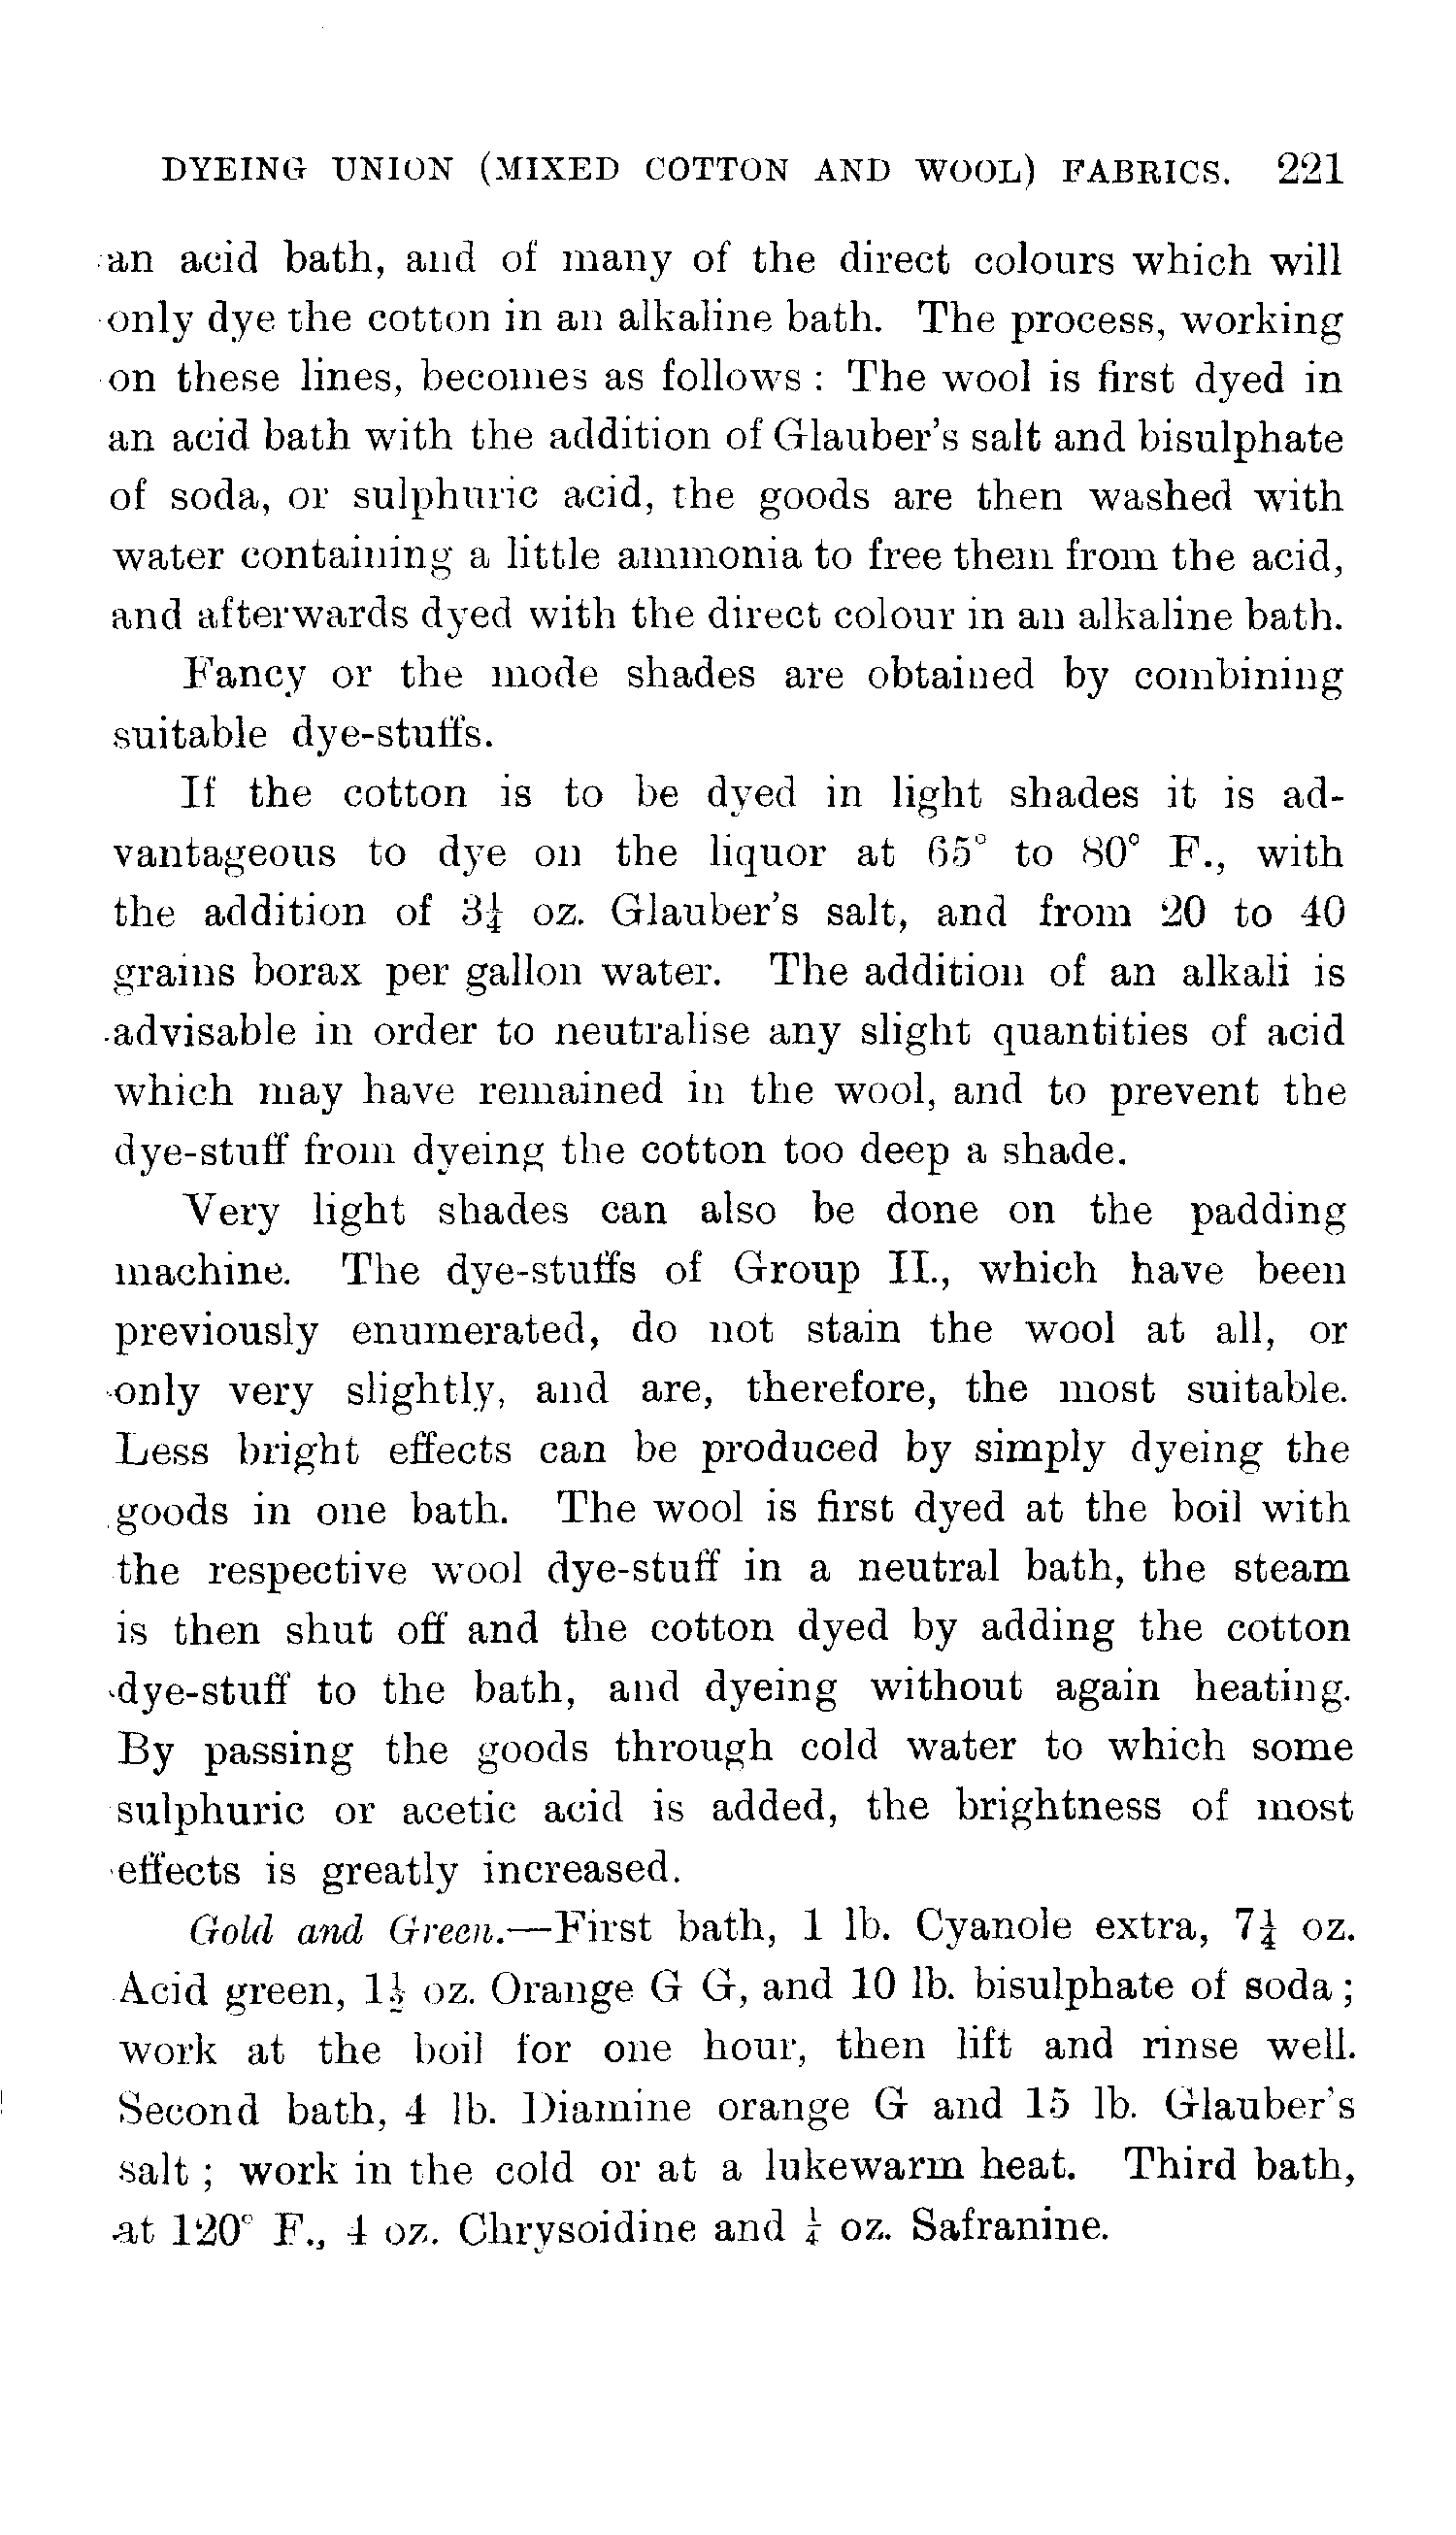 DYEING UNION (MIXED COTTON AND WOOL) FABRICS. 221
an acid bath, and of many of the direct colours which will
only dye the cotton in an alkaline bath. The process, working
on these lines, becomes as follows : The wool is first dyed in
an acid bath with the addition of Glauber's salt and bisulphate
of soda, or sulphuric acid, the goods are then washed with
water containing a little ammonia to free them from the acid,
and afterwards dyed with the direct colour in an alkaline bath.
Fancy or the mode shades are obtained by combining
suitable dye-stuffs.
If the cotton is to be dyed in light shades it is ad-
vantageous to dye on the liquor at 65° to 80° F., with
the addition of 3¼ oz. Glauber's salt, and from 20 to 40
grains borax per gallon water. The addition of an alkali is
advisable in order to neutralise any slight quantities of acid
which may have remained in the wool, and to prevent the
dye-stuff from dyeing the cotton too deep a shade.
Very light shades can also be done on the padding
machine. The dye-stuffs of Group II., which have been
previously enumerated, do not stain the wool at all, or
only very slightly, and are, therefore, the most suitable.
Less bright effects can be produced by simply dyeing the
goods in one bath. The wool is first dyed at the boil with
the respective wool dye-stuff in a neutral bath, the steam
is then shut off and the cotton dyed by adding the cotton
dye-stuff to the bath, and dyeing without again heating.
By passing the goods through cold water to which some
sulphuric or acetic acid is added, the brightness of most
effects is greatly increased.
Gold and Green.—First bath, 1 lb. Cyanole extra, 7¼ oz.
Acid green, oz. Orange G G, and 10 lb. bisulphate of soda ;
work at the boil for one hour, then lift and rinse well.
Second bath, 4 lb. Diamine orange G and 15 lb. Glauber's
salt ; work in the cold or at a lukewarm heat. Third bath,
at 120° F., 4 oz. Chrysoidine and ¼ oz. Safranine.